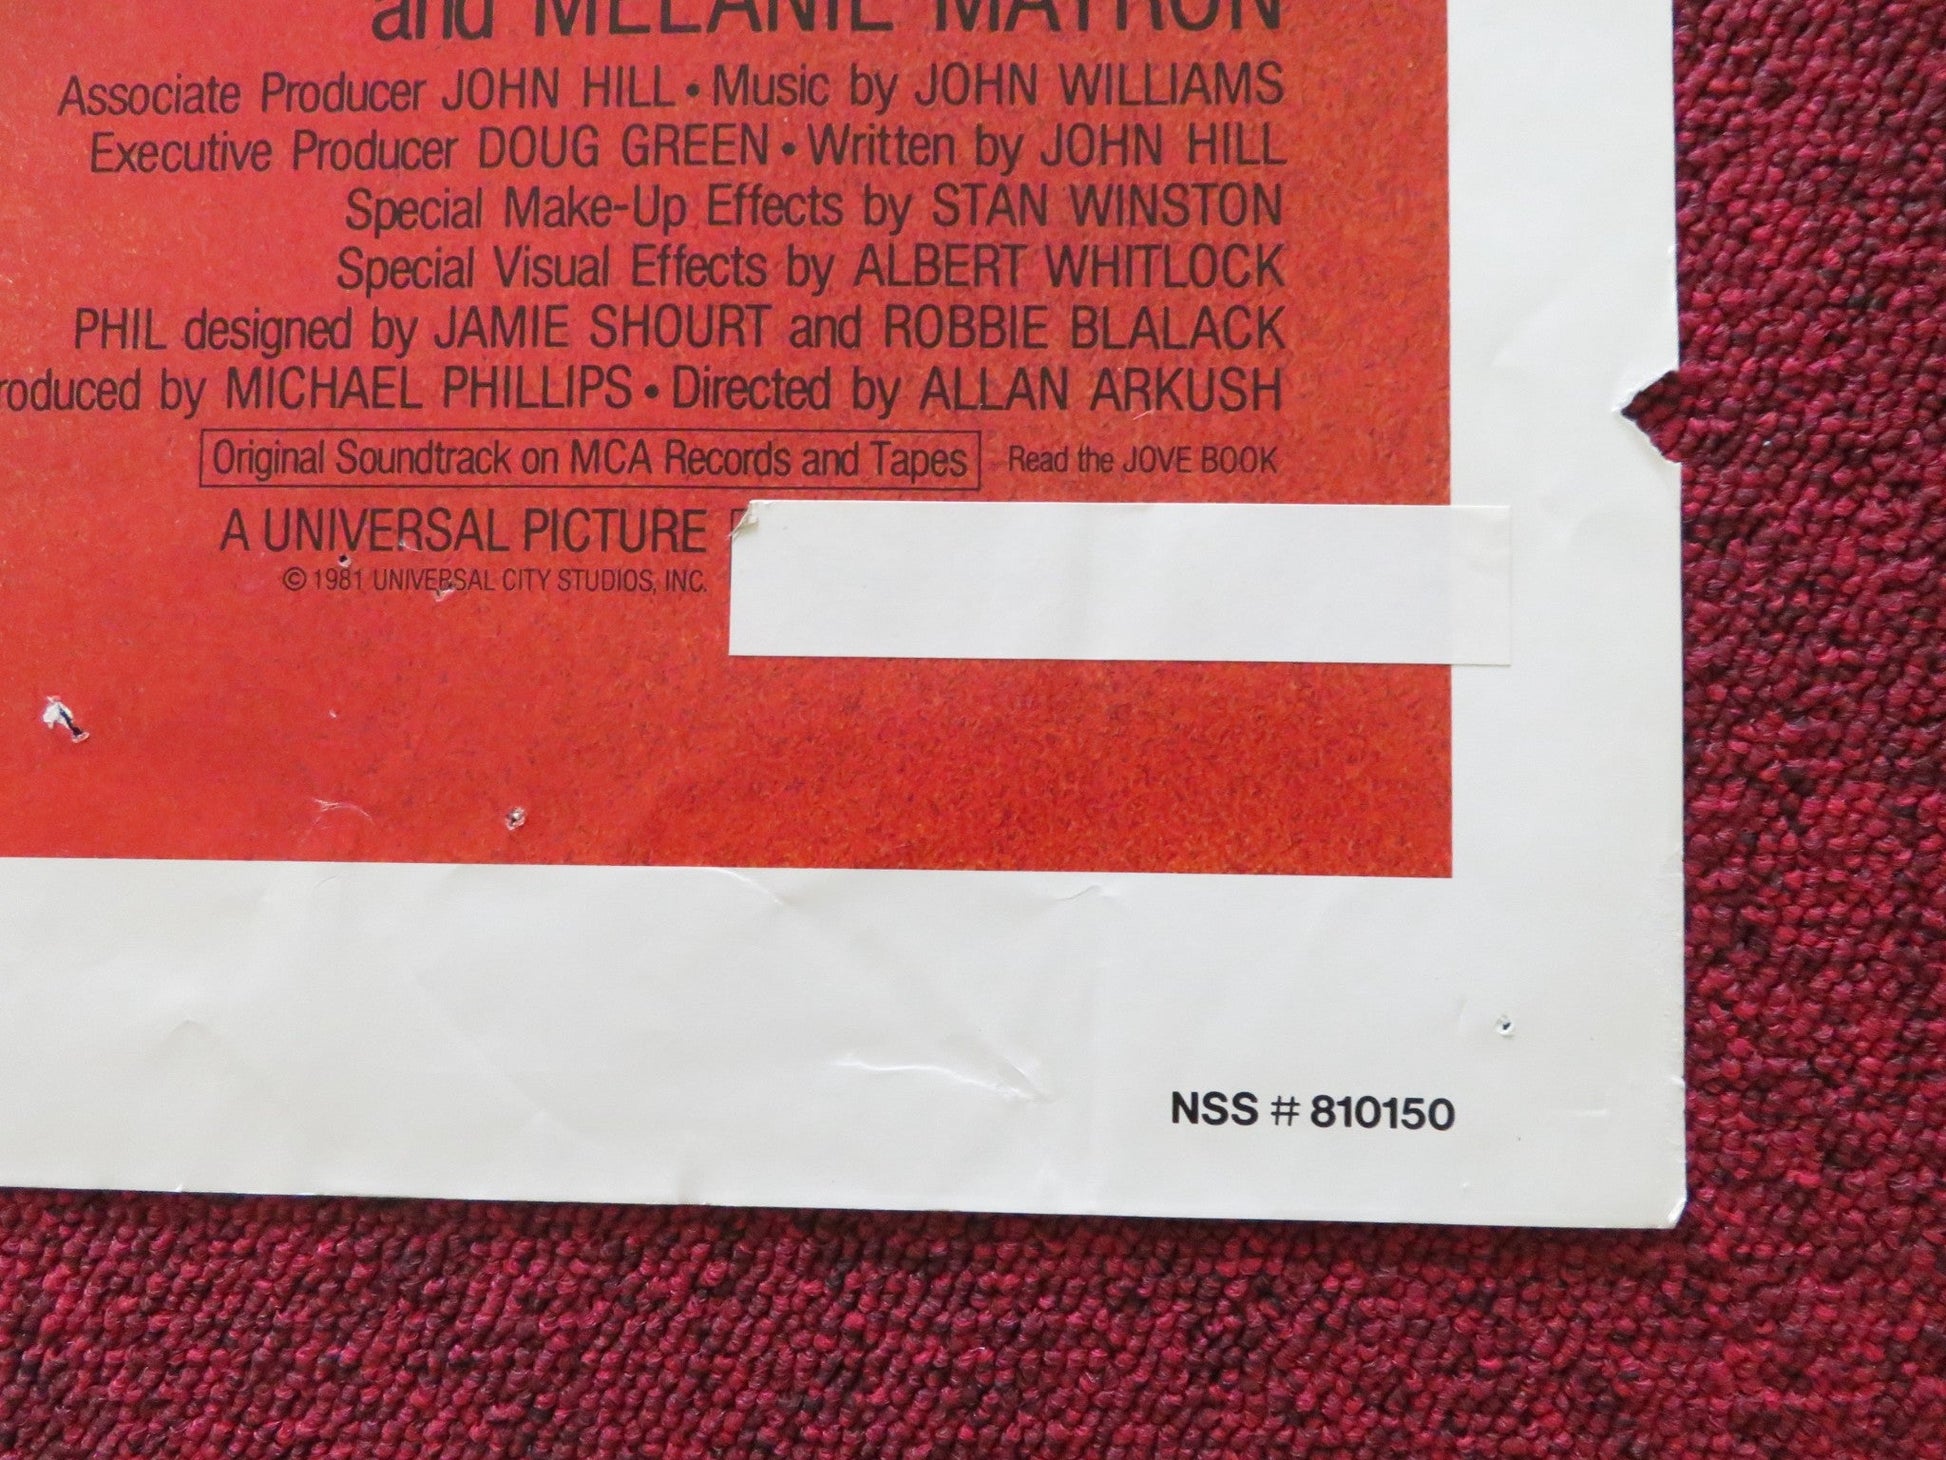 and MELANIE MAYRON
Associate Producer JOHN HILL • Music by JOHN WILLIAMS
Executive Producer DOUG GREEN • Written by JOHN HILL
Special Make-Up Effects by STAN WINSTON
Special Visual Effects by ALBERT WHITLOCK
PHIL designed by JAMIE SHOURT and ROBBIE BLALACK
roduced by MICHAEL PHILLIPS • Directed by ALLAN ARKUSH
Original Soundtrack on MCA Records and Tapes Read the JOVE BOOK
A UNIVERSAL PICTURE
© 1981 UNIVERSAL CITY STUDIOS, INC.
NSS # 810150